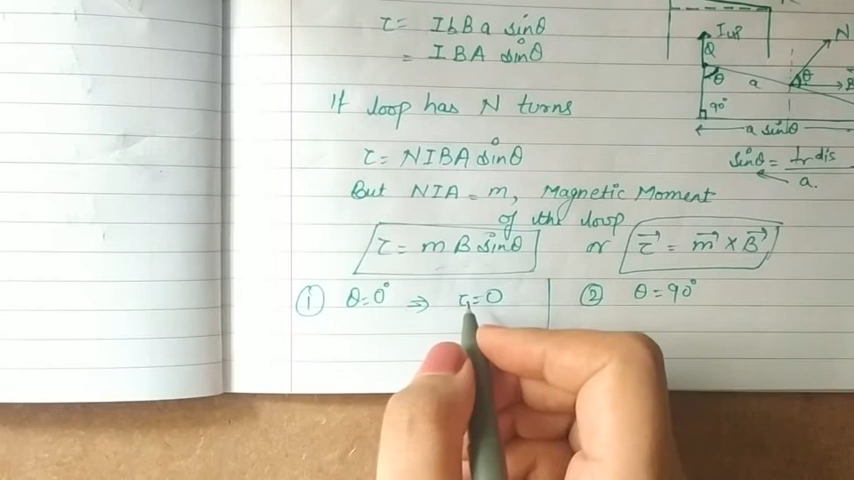 τ = IbBa sinθ
= IBA sinθ
If loop has N turns
τ = NIBA sinθ
But NIA = m, Magnetic Moment
of the loop
τ = m B sinθ or τ⃗ = m⃗ × B⃗
① θ=0° ⇒ τ=0 ② θ=90°
I up
Q
N
θ
θ
a
B
90°
a sinθ
sinθ = ⊥r dis / a.